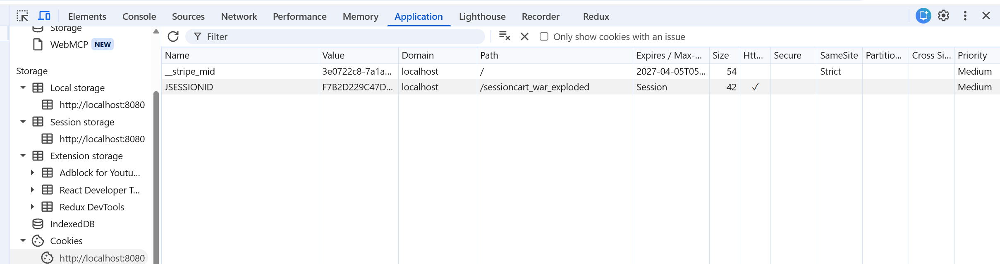 Elements Console Sources Network Performance Memory Application Lighthouse Recorder Redux
Storage
WebMCP NEW
Storage
Local storage
http://localhost:8080
Session storage
http://localhost:8080
Extension storage
Adblock for Youtu...
React Developer T...
Redux DevTools
IndexedDB
Cookies
http://localhost:8080
Filter Only show cookies with an issue
Name Value Domain Path Expires / Max-... Size Htt... Secure SameSite Partitio... Cross Si... Priority
__stripe_mid 3e0722c8-7a1a... localhost / 2027-04-05T05... 54 Strict Medium
JSESSIONID F7B2D229C47D... localhost /sessioncart_war_exploded Session 42 ✓ Medium